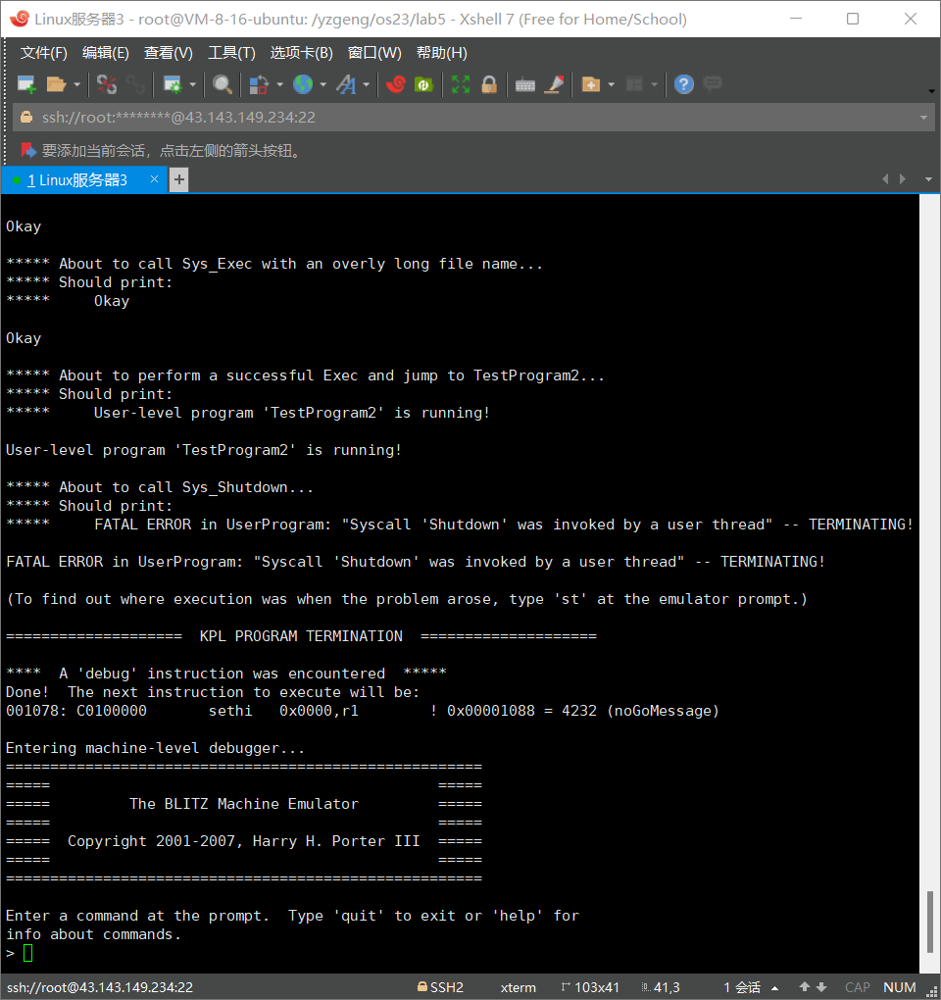 Linux服务器3 - root@VM-8-16-ubuntu: /yzgeng/os23/lab5 - Xshell 7 (Free for Home/School)
文件(F) 编辑(E) 查看(V) 工具(T) 选项卡(B) 窗口(W) 帮助(H)
ssh://root:********@43.143.149.234:22
要添加当前会话，点击左侧的箭头按钮。
1 Linux服务器3 × +
Okay
***** About to call Sys_Exec with an overly long file name...
***** Should print:
*****     Okay
Okay
***** About to perform a successful Exec and jump to TestProgram2...
***** Should print:
*****     User-level program 'TestProgram2' is running!
User-level program 'TestProgram2' is running!
***** About to call Sys_Shutdown...
***** Should print:
*****     FATAL ERROR in UserProgram: "Syscall 'Shutdown' was invoked by a user thread" -- TERMINATING!
FATAL ERROR in UserProgram: "Syscall 'Shutdown' was invoked by a user thread" -- TERMINATING!
(To find out where execution was when the problem arose, type 'st' at the emulator prompt.)
====================  KPL PROGRAM TERMINATION  ====================
****  A 'debug' instruction was encountered  *****
Done!  The next instruction to execute will be:
001078: C0100000       sethi   0x0000,r1        ! 0x00001088 = 4232 (noGoMessage)
Entering machine-level debugger...
======================================================
=====                                            =====
=====         The BLITZ Machine Emulator         =====
=====                                            =====
=====  Copyright 2001-2007, Harry H. Porter III  =====
=====                                            =====
======================================================
Enter a command at the prompt.  Type 'quit' to exit or 'help' for
info about commands.
>
ssh://root@43.143.149.234:22 SSH2 xterm 103x41 41,3 1 会话 CAP NUM